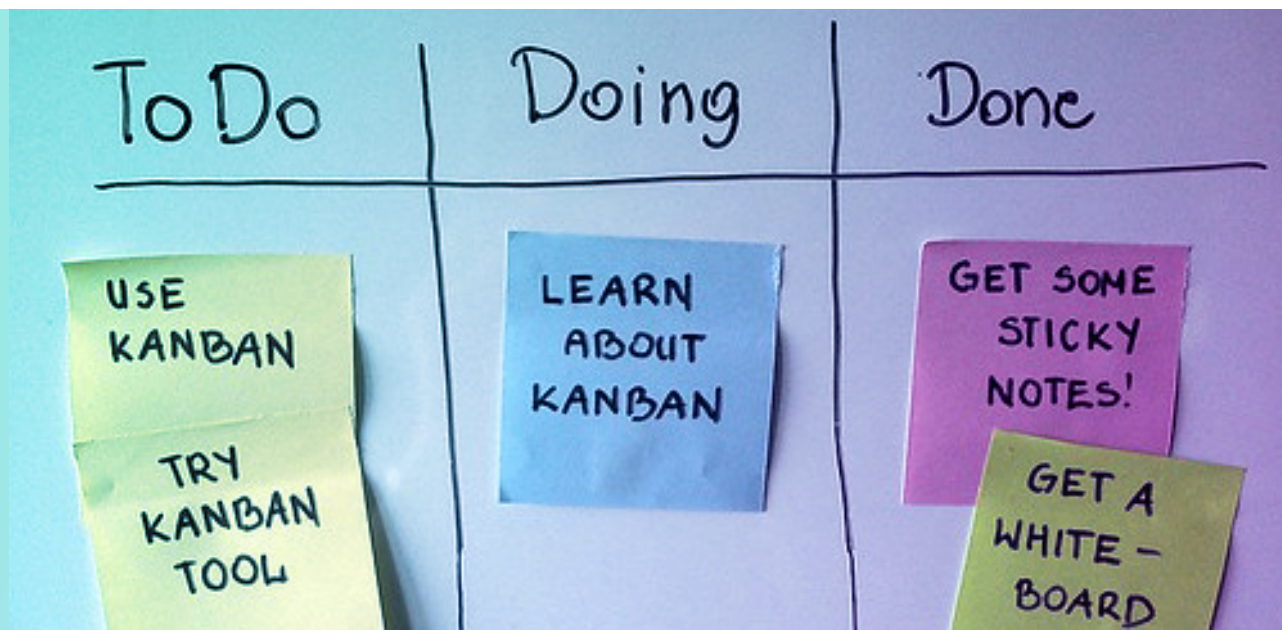 To Do
Doing
Done
USE
KANBAN
TRY
KANBAN
TOOL
LEARN
ABOUT
KANBAN
GET SOME
STICKY
NOTES!
GET A
WHITE-
BOARD